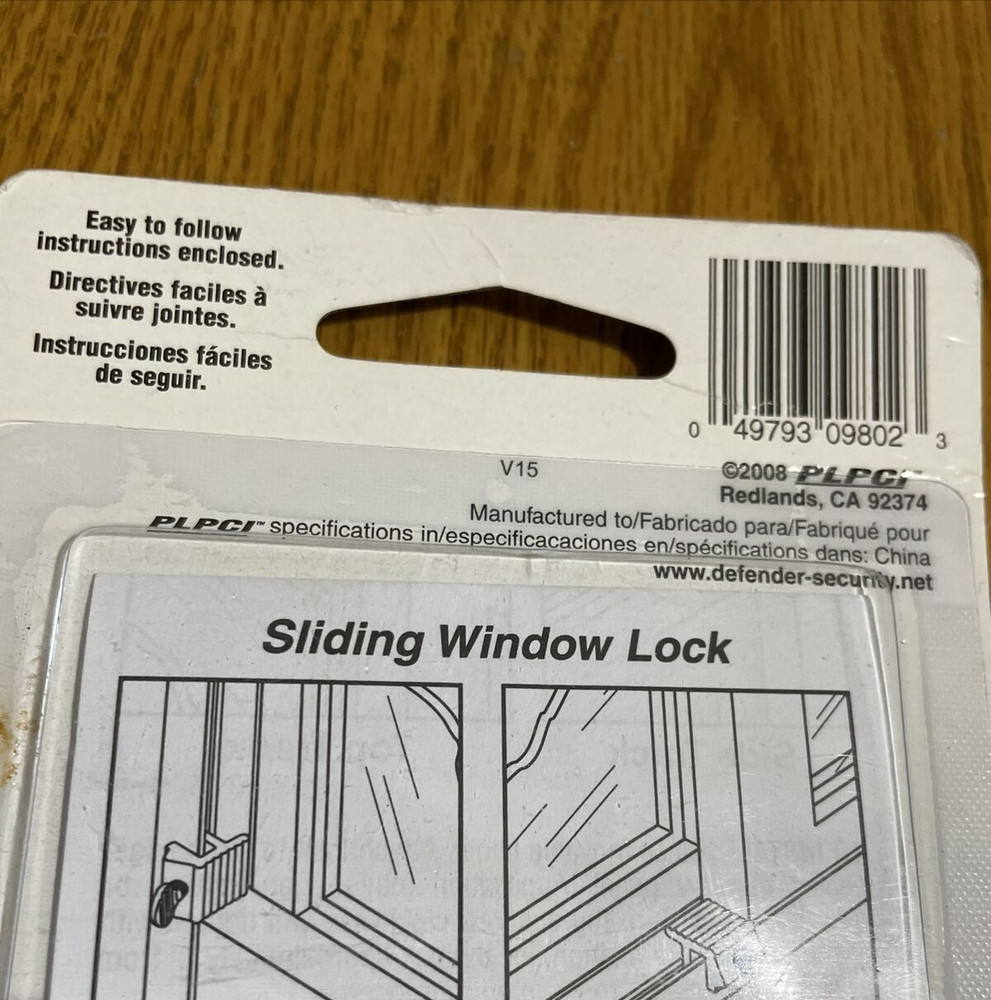 Easy to follow
instructions enclosed.
Directives faciles à
suivre jointes.
Instrucciones fáciles
de seguir.
0 49793 09802 3
V15
©2008 PLPCI
Redlands, CA 92374
Manufactured to/Fabricado para/Fabriqué pour
PLPCI™ specifications in/especificacaciones en/spécifications dans: China
www.defender-security.net
Sliding Window Lock